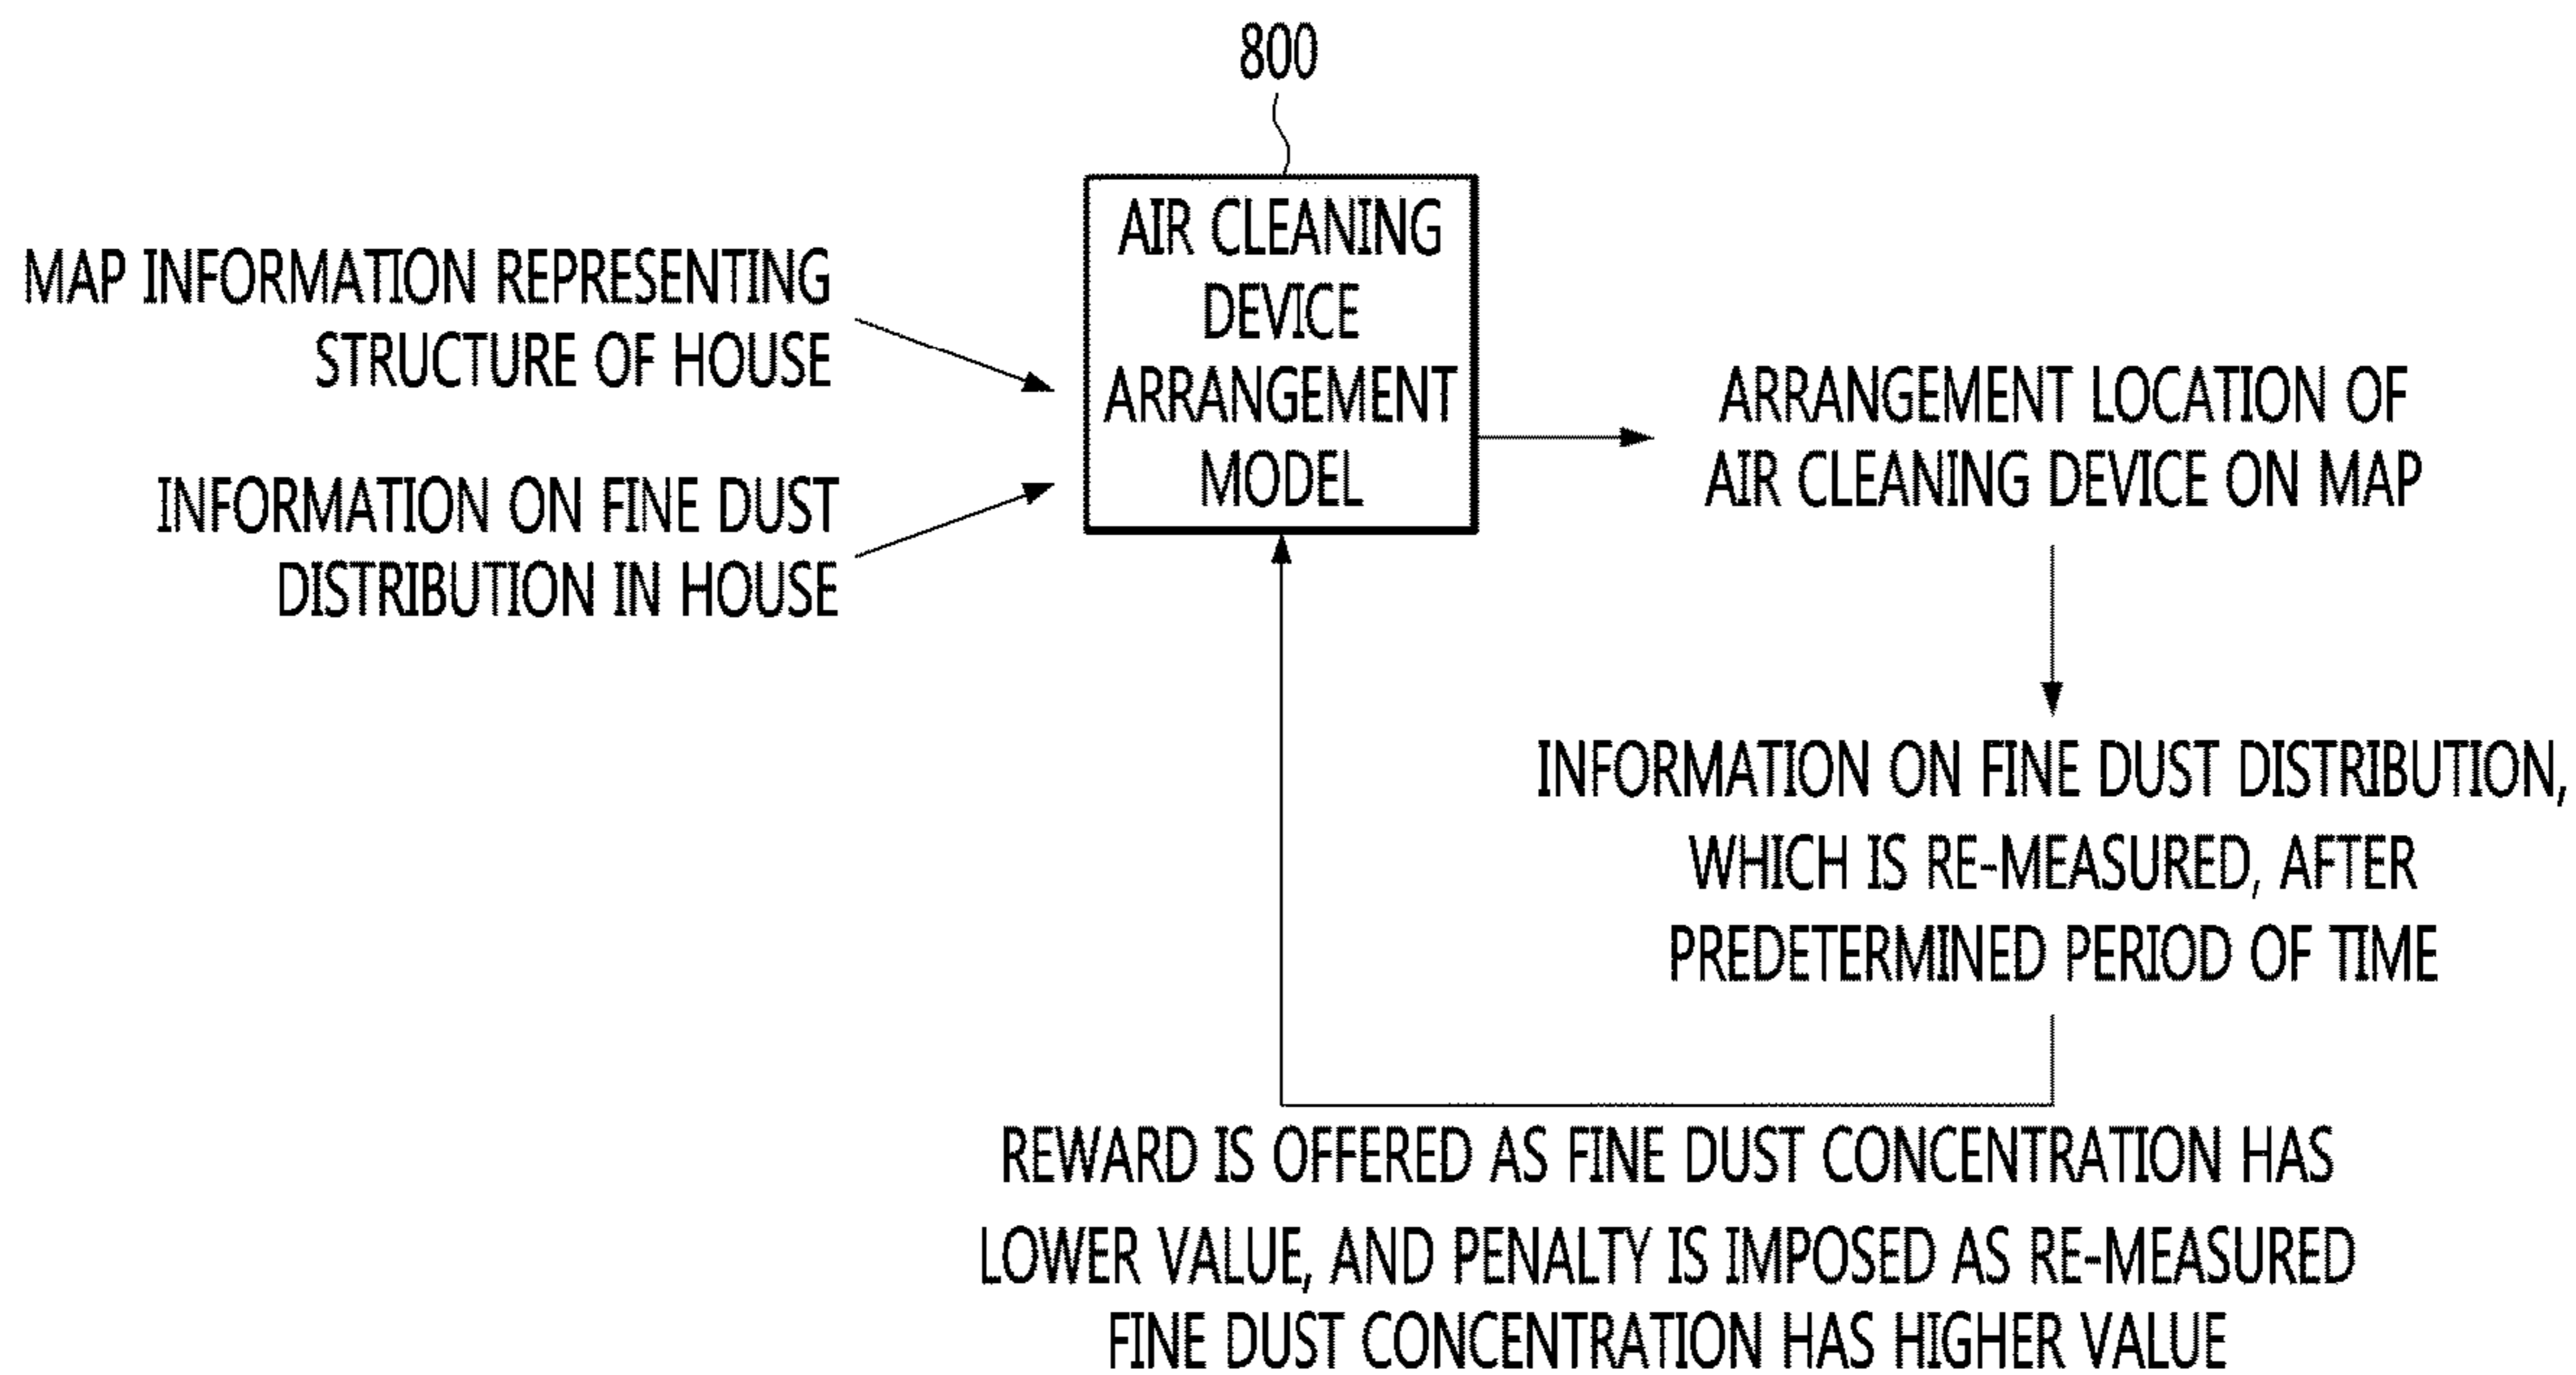 800
AIR CLEANING
DEVICE
ARRANGEMENT
MODEL
MAP INFORMATION REPRESENTING
STRUCTURE OF HOUSE
INFORMATION ON FINE DUST
DISTRIBUTION IN HOUSE
ARRANGEMENT LOCATION OF
AIR CLEANING DEVICE ON MAP
INFORMATION ON FINE DUST DISTRIBUTION,
WHICH IS RE-MEASURED, AFTER
PREDETERMINED PERIOD OF TIME
REWARD IS OFFERED AS FINE DUST CONCENTRATION HAS
LOWER VALUE, AND PENALTY IS IMPOSED AS RE-MEASURED
FINE DUST CONCENTRATION HAS HIGHER VALUE